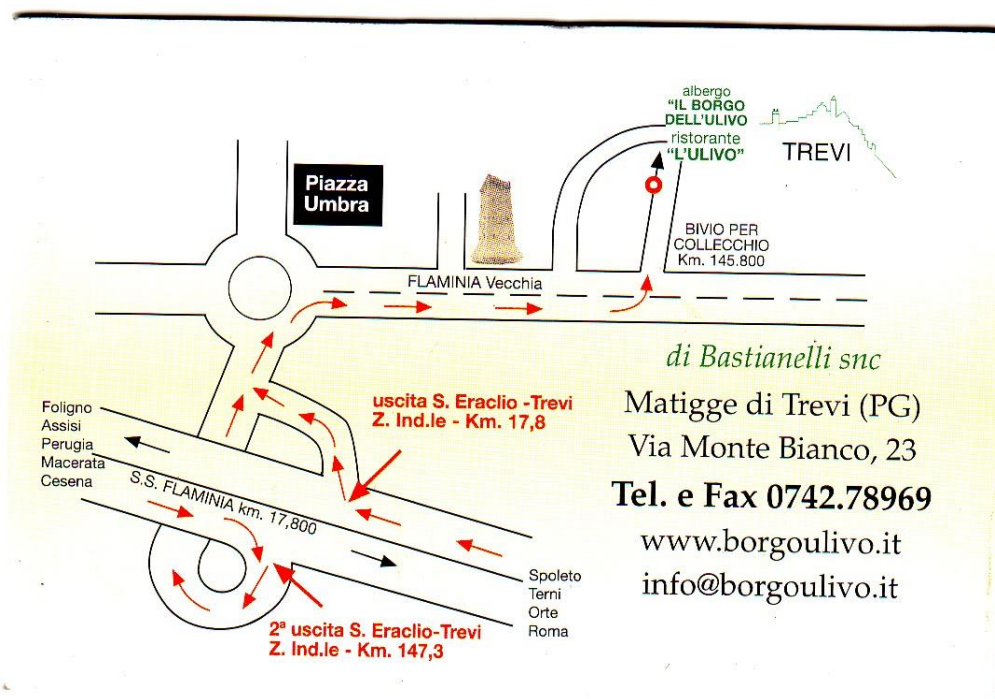 albergo
"IL BORGO
DELL'ULIVO
ristorante
"L'ULIVO"
TREVI
Piazza
Umbra
BIVIO PER
COLLECCHIO
Km. 145.800
FLAMINIA Vecchia
di Bastianelli snc
Matigge di Trevi (PG)
Via Monte Bianco, 23
Tel. e Fax 0742.78969
www.borgoulivo.it
info@borgoulivo.it
uscita S. Eraclio -Trevi
Z. Ind.le - Km. 17,8
Foligno
Assisi
Perugia
Macerata
Cesena
S.S. FLAMINIA km. 17,800
Spoleto
Terni
Orte
Roma
2ª uscita S. Eraclio-Trevi
Z. Ind.le - Km. 147,3